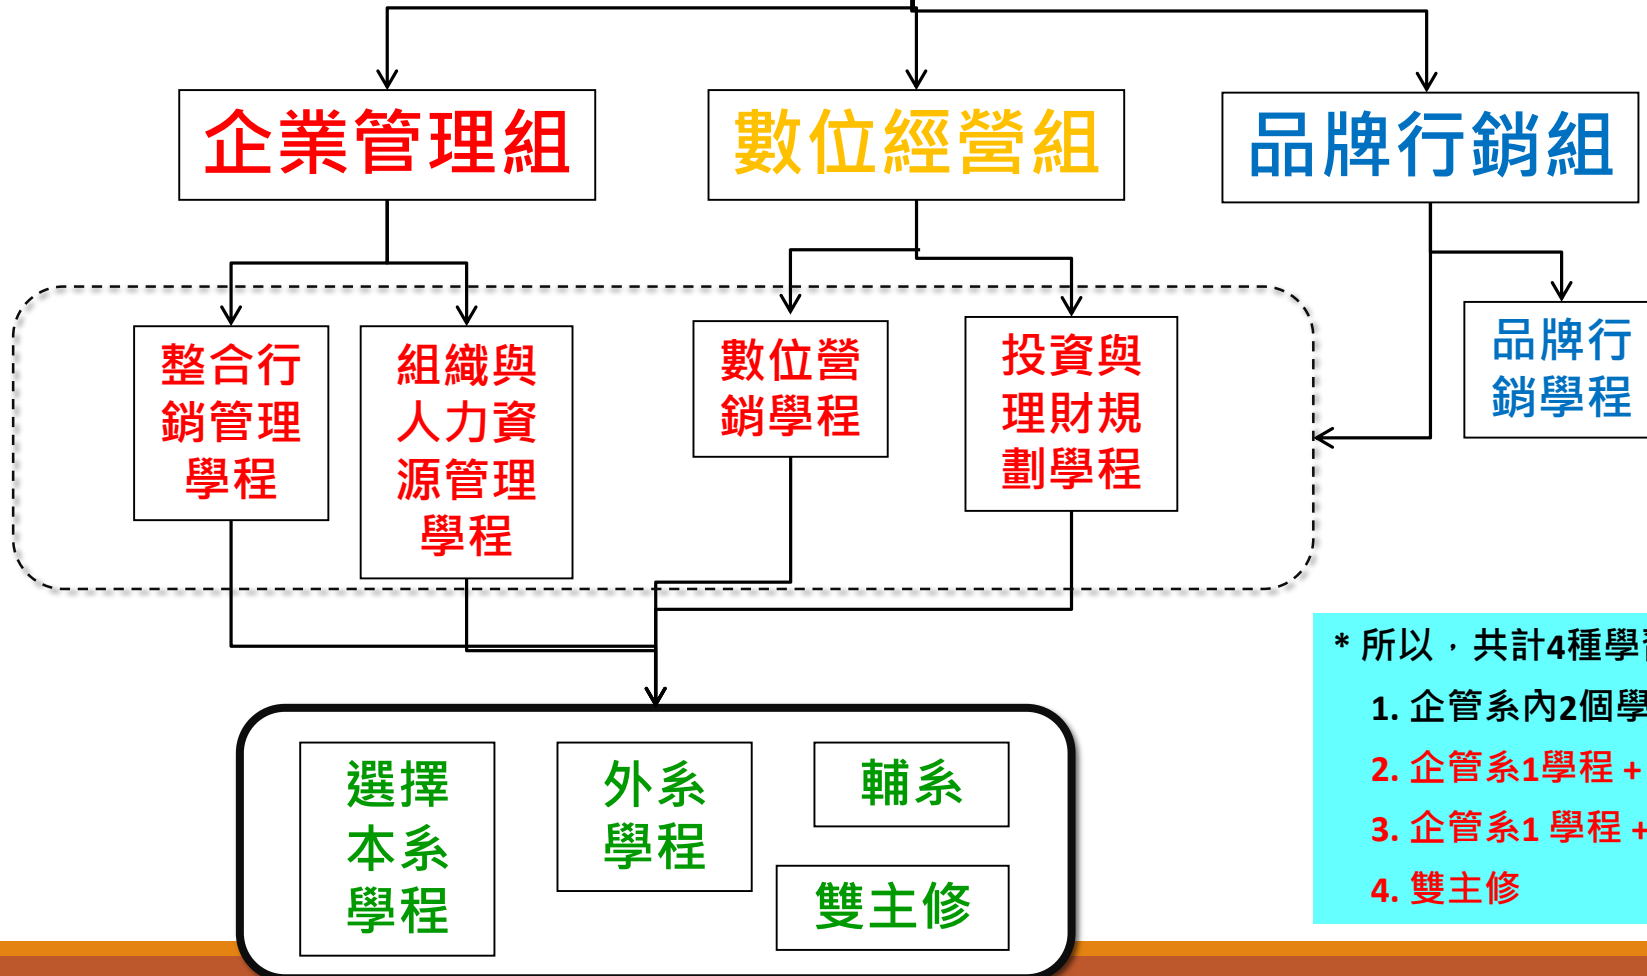 企業管理組
數位經營組
品牌行銷組
整合行
銷管理
學程
組織與
人力資
源管理
學程
數位營
銷學程
投資與
理財規
劃學程
品牌行
銷學程
選擇
本系
學程
外系
學程
輔系
雙主修
* 所以，共計4種學
1. 企管系內2個學
2. 企管系1學程 +
3. 企管系1 學程 +
4. 雙主修